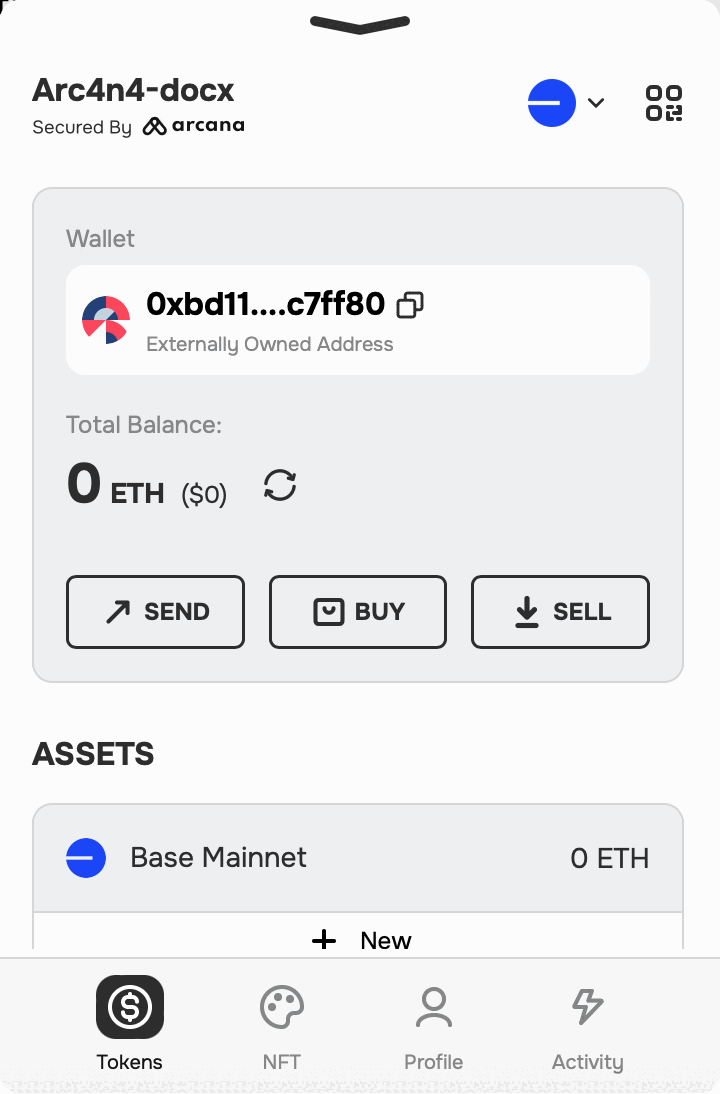 Arc4n4-docx
Secured By arcana
Wallet
0xbd11....c7ff80
Externally Owned Address
Total Balance:
0 ETH ($0)
SEND BUY SELL
ASSETS
Base Mainnet 0 ETH
+ New
Tokens NFT Profile Activity